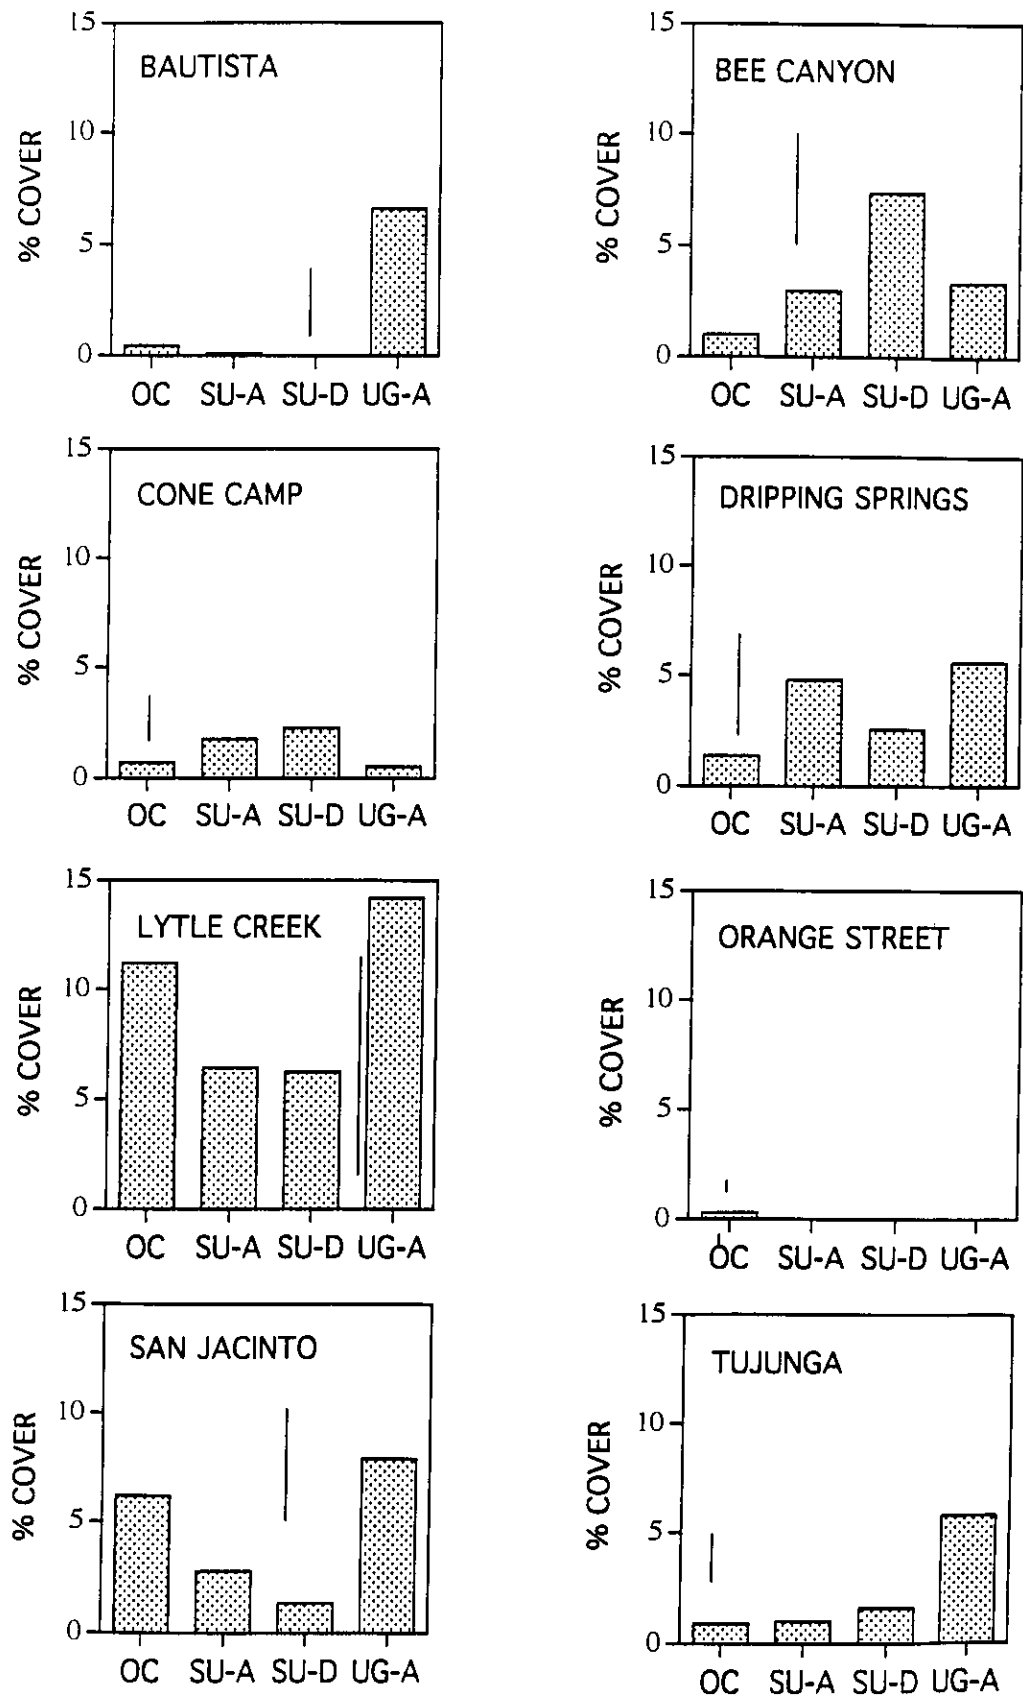 15
BAUTISTA
10
% COVER
5
0
OC SU-A SU-D UG-A
15
BEE CANYON
10
% COVER
5
0
OC SU-A SU-D UG-A
15
CONE CAMP
10
% COVER
5
0
OC SU-A SU-D UG-A
15
DRIPPING SPRINGS
10
% COVER
5
0
OC SU-A SU-D UG-A
15
LYTLE CREEK
10
% COVER
5
0
OC SU-A SU-D UG-A
15
ORANGE STREET
10
% COVER
5
0
OC SU-A SU-D UG-A
15
SAN JACINTO
10
% COVER
5
0
OC SU-A SU-D UG-A
15
TUJUNGA
10
% COVER
5
0
OC SU-A SU-D UG-A